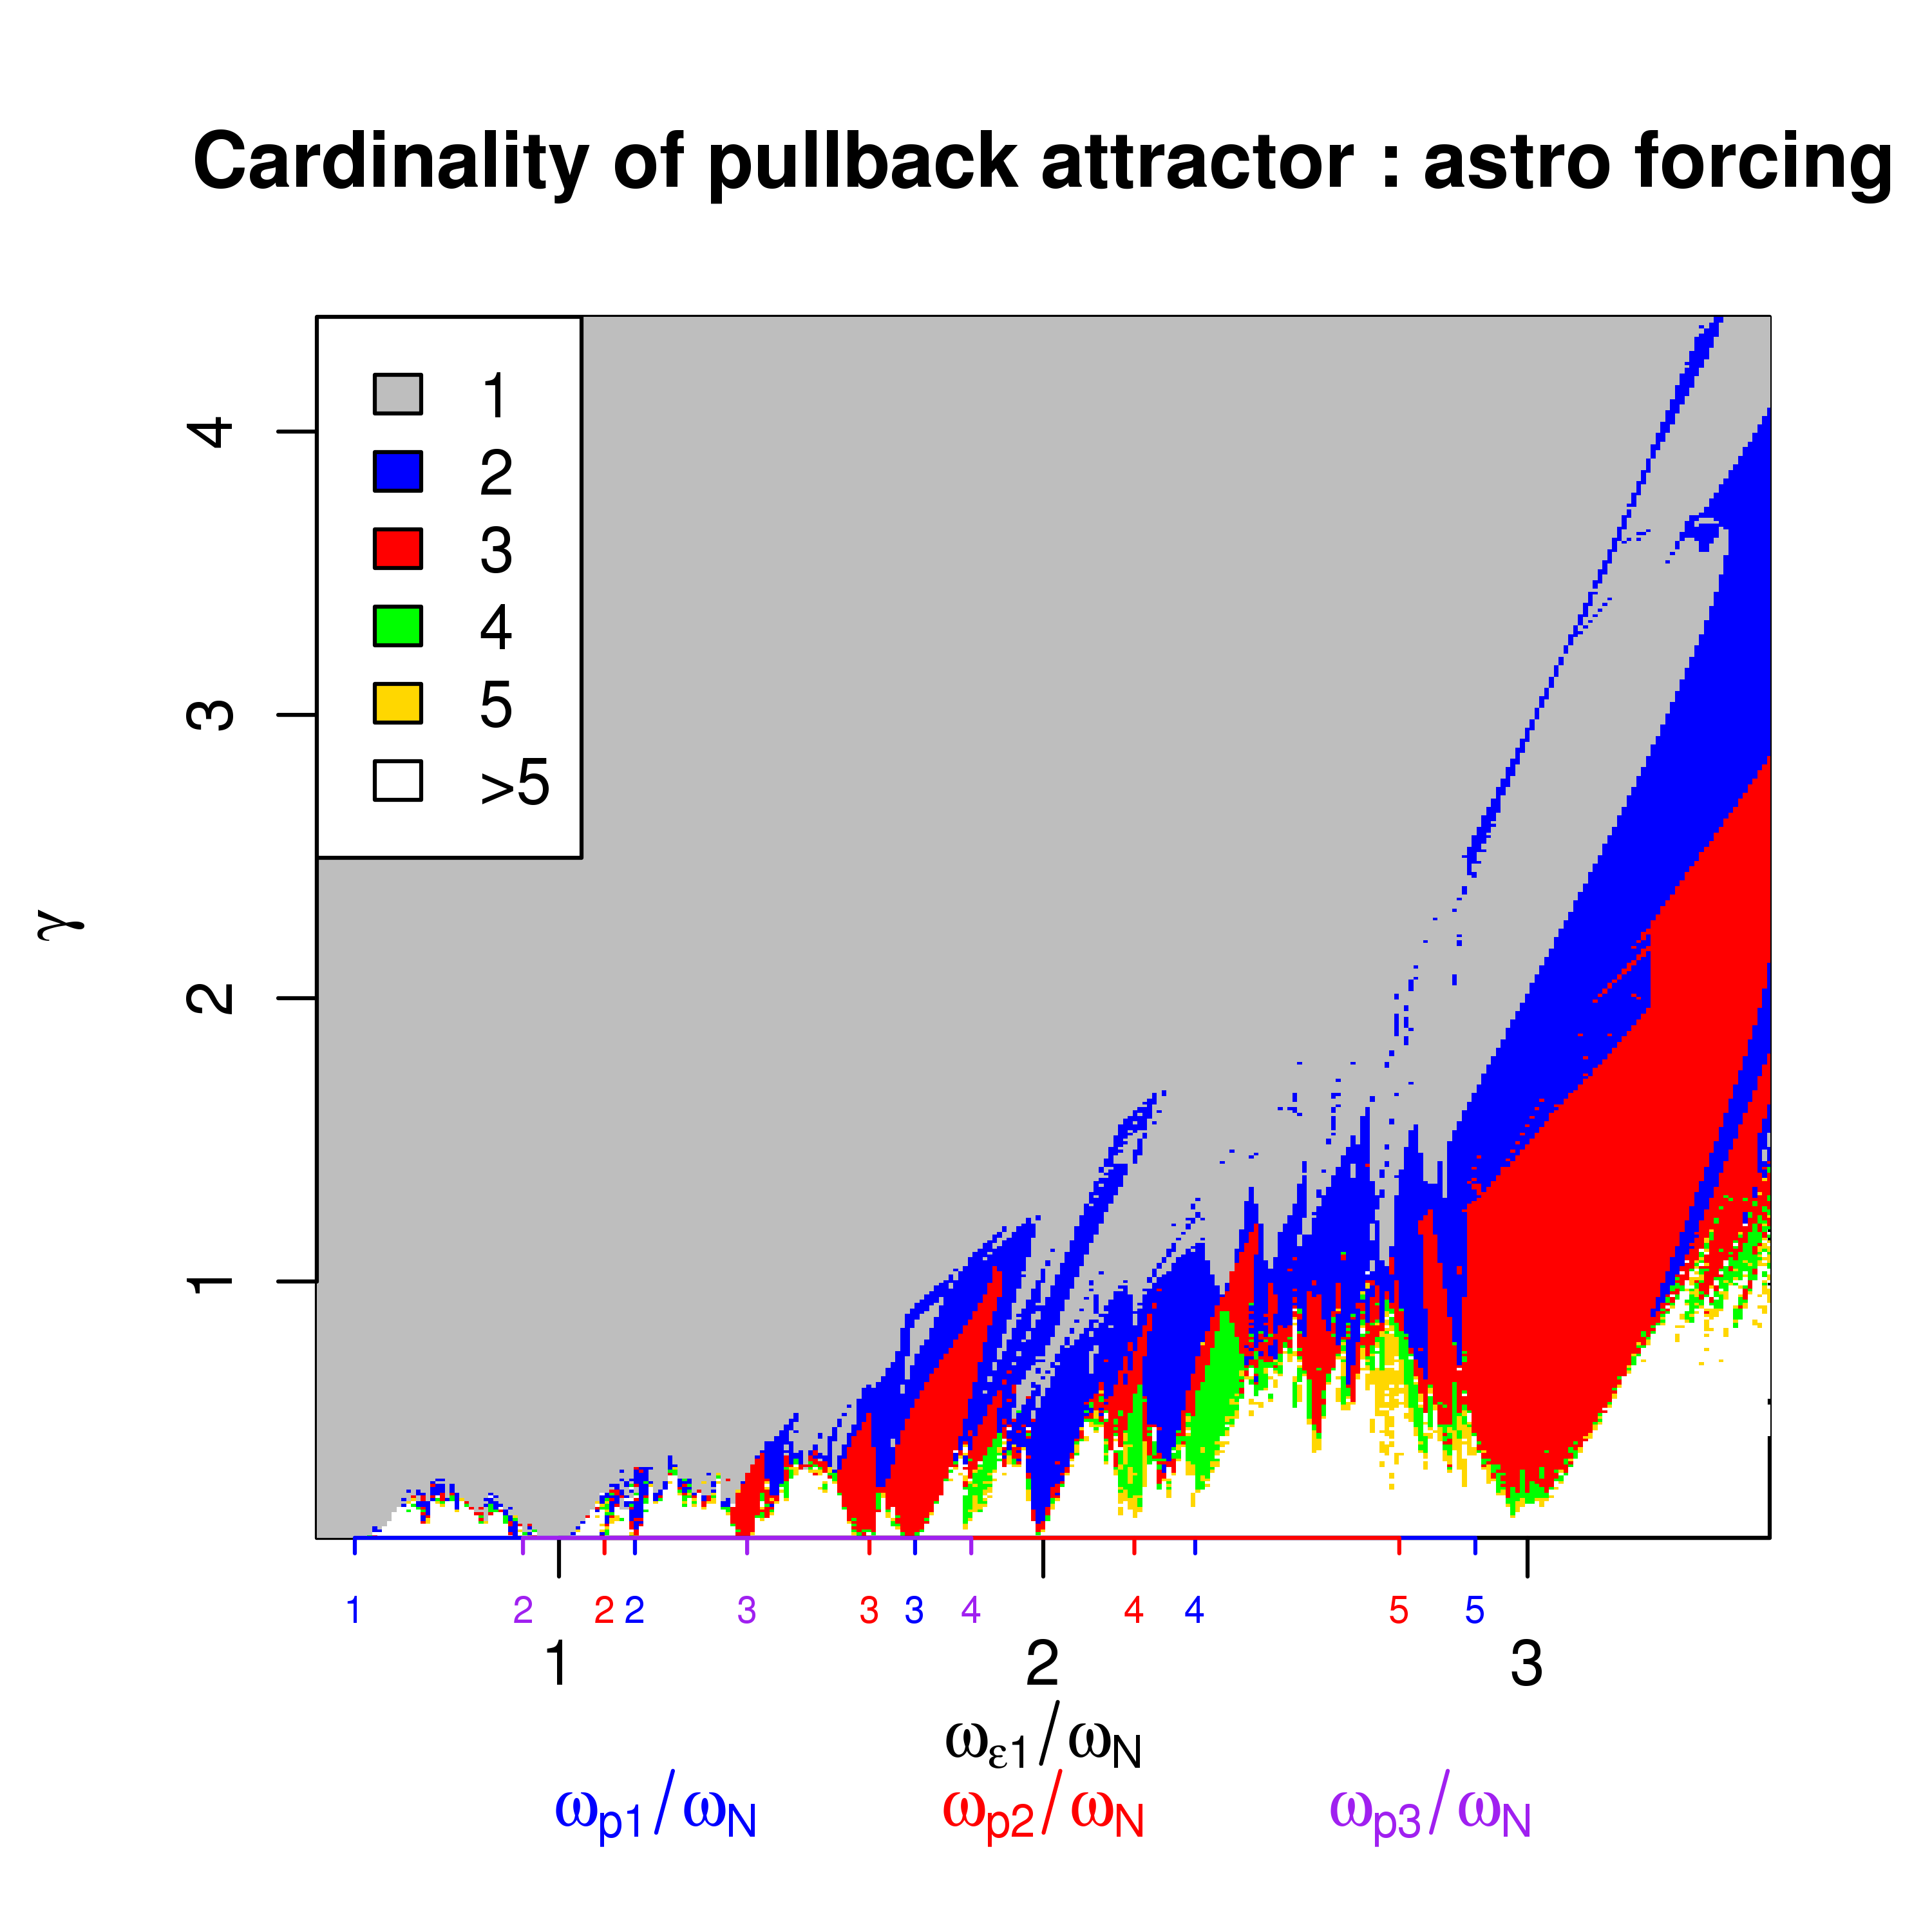 Cardinality of pullback attractor : astro forcing
1
2
3
4
5
>5
4
3
2
1
γ
1 2 2 2 3 3 3 4 4 4 5 5
1 2 3
ωε1/ωN
ωp1/ωN ωp2/ωN ωp3/ωN